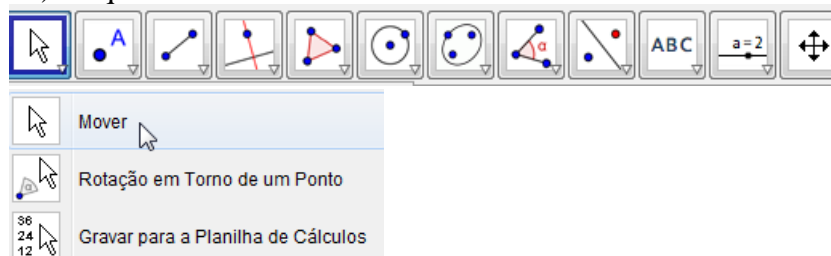 A
α
ABC
a=2
Mover
α
Rotação em Torno de um Ponto
36
24
12
Gravar para a Planilha de Cálculos